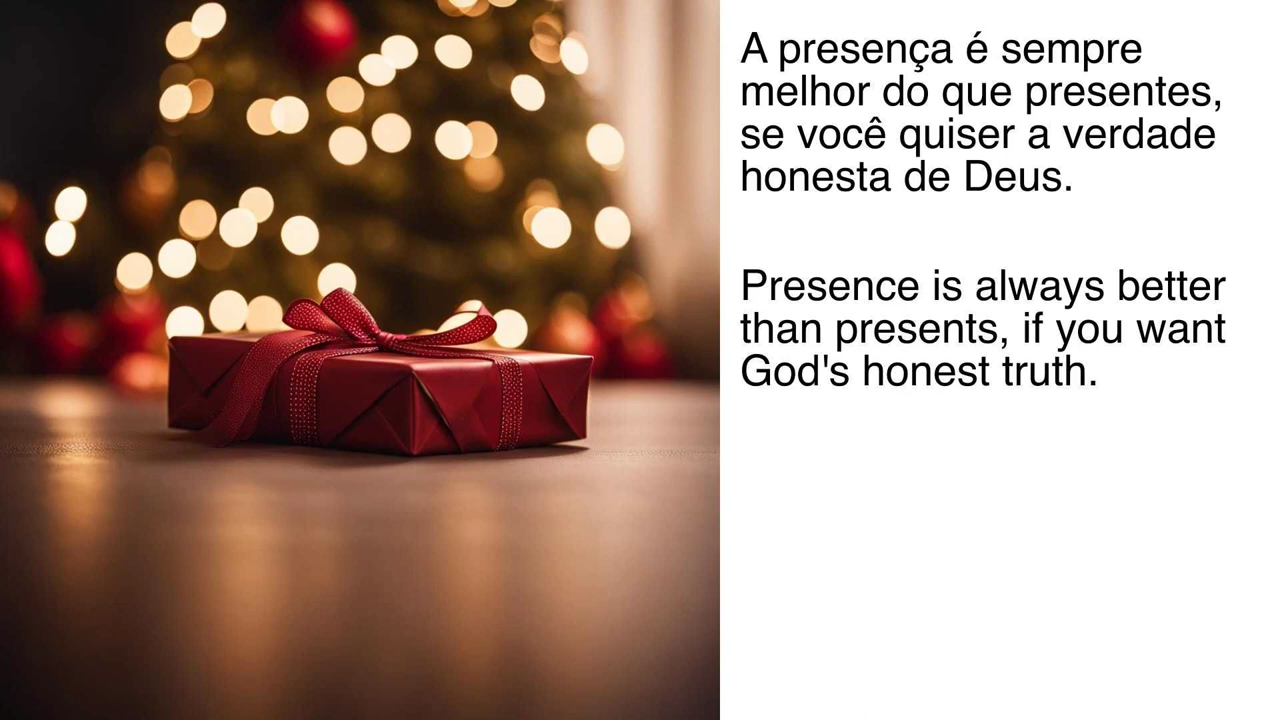 A presença é sempre
melhor do que presentes,
se você quiser a verdade
honesta de Deus.
Presence is always better
than presents, if you want
God's honest truth.